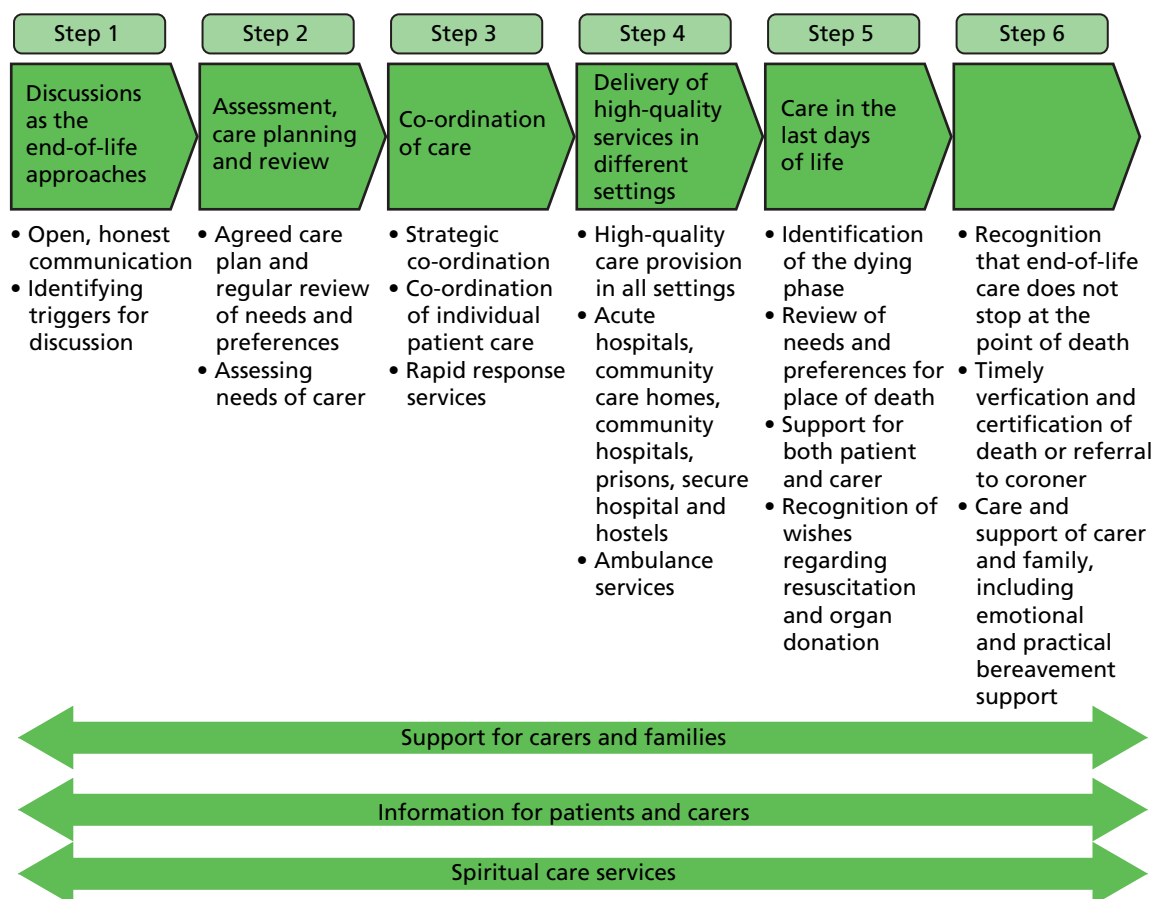 Step 1
Discussions
as the
end-of-life
approaches
• Open, honest
communication
• Identifying
triggers for
discussion
Step 2
Assessment,
care planning
and review
• Agreed care
plan and
regular review
of needs and
preferences
• Assessing
needs of carer
Step 3
Co-ordination
of care
• Strategic
co-ordination
• Co-ordination
of individual
patient care
• Rapid response
services
Step 4
Delivery of
high-quality
services in
different
settings
• High-quality
care provision
in all settings
• Acute
hospitals,
community
care homes,
community
hospitals,
prisons, secure
hospital and
hostels
• Ambulance
services
Step 5
Care in the
last days
of life
• Identification
of the dying
phase
• Review of
needs and
preferences for
place of death
• Support for
both patient
and carer
• Recognition of
wishes
regarding
resuscitation
and organ
donation
Step 6
• Recognition
that end-of-life
care does not
stop at the
point of death
• Timely
verfication and
certification of
death or referral
to coroner
• Care and
support of carer
and family,
including
emotional
and practical
bereavement
support
Support for carers and families
Information for patients and carers
Spiritual care services